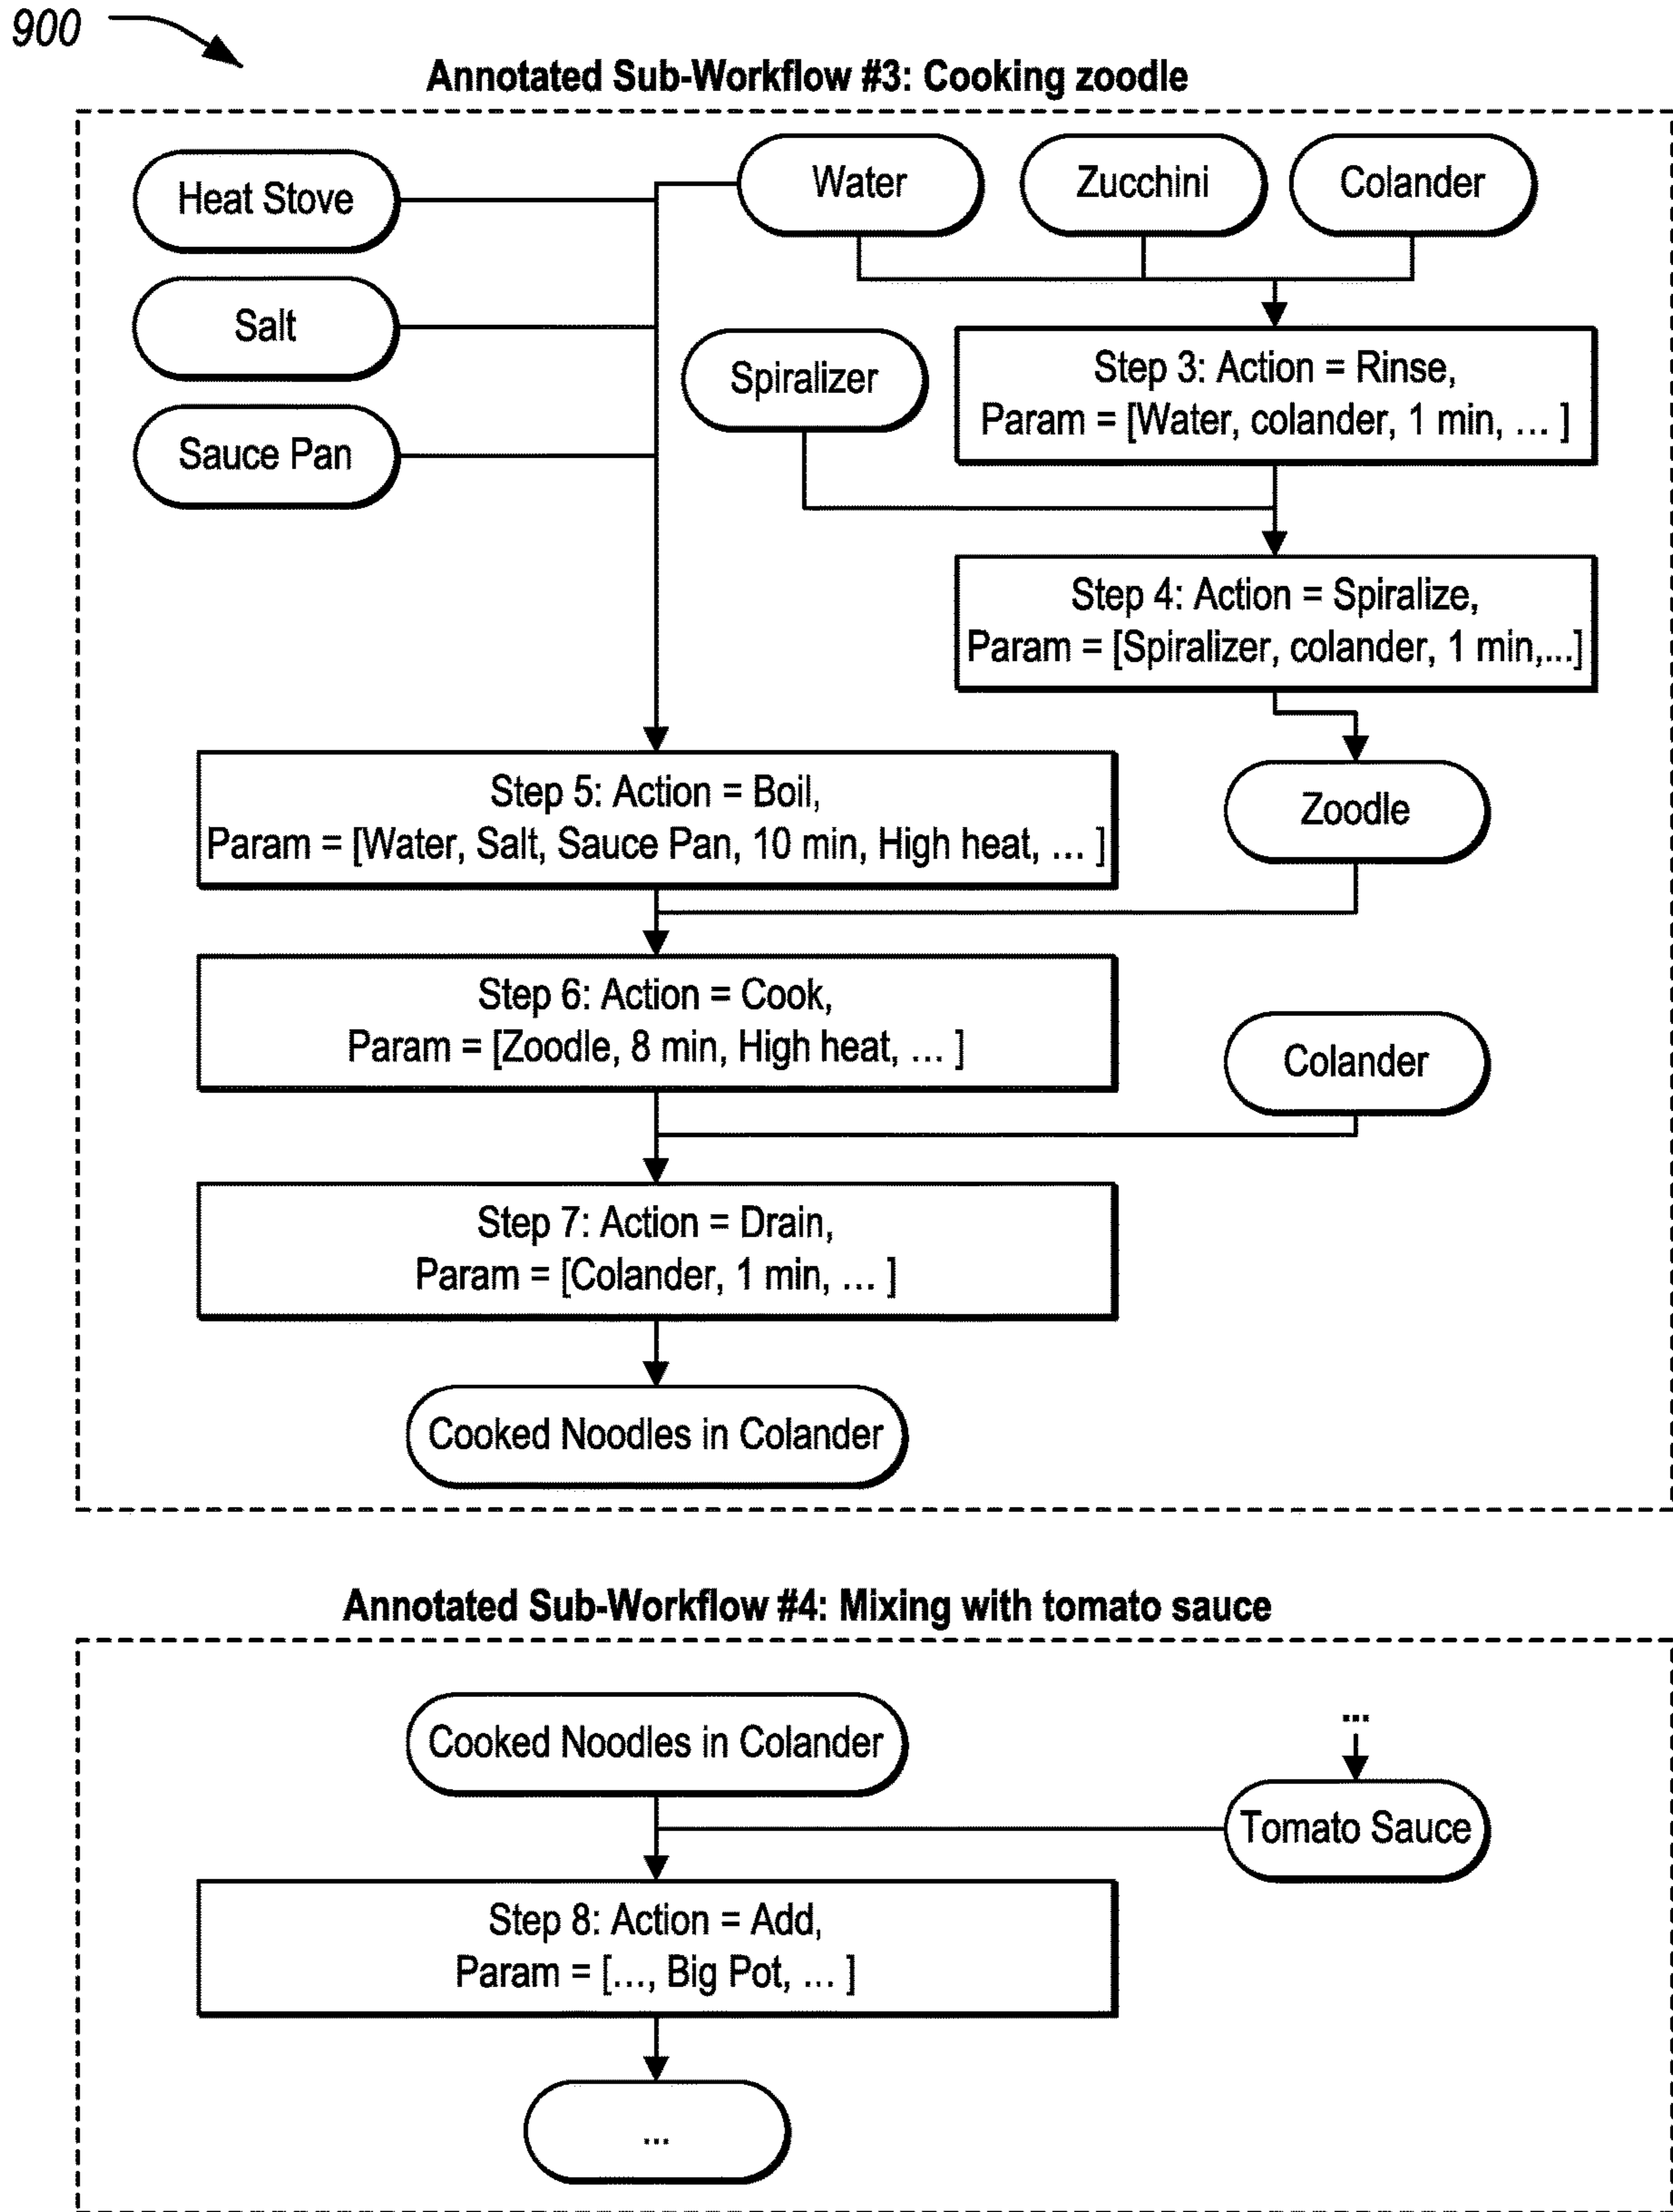 900
Annotated Sub-Workflow #3: Cooking zoodle
Heat Stove
Water
Zucchini
Colander
Salt
Spiralizer
Step 3: Action = Rinse,
Param = [Water, colander, 1 min, ... ]
Sauce Pan
Step 4: Action = Spiralize,
Param = [Spiralizer, colander, 1 min,...]
Step 5: Action = Boil,
Param = [Water, Salt, Sauce Pan, 10 min, High heat, ... ]
Zoodle
Step 6: Action = Cook,
Param = [Zoodle, 8 min, High heat, ... ]
Colander
Step 7: Action = Drain,
Param = [Colander, 1 min, ... ]
Cooked Noodles in Colander
Annotated Sub-Workflow #4: Mixing with tomato sauce
Cooked Noodles in Colander
...
Tomato Sauce
Step 8: Action = Add,
Param = [..., Big Pot, ... ]
...